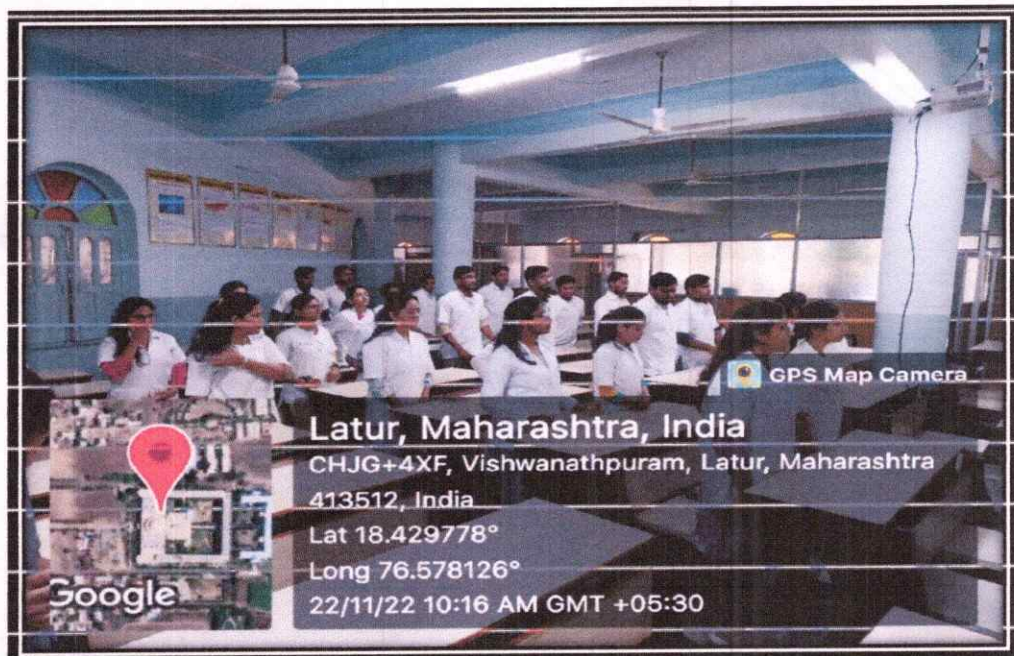 GPS Map Camera
Latur, Maharashtra, India
CHJG+4XF, Vishwanathpuram, Latur, Maharashtra
413512, India
Lat 18.429778°
Long 76.578126°
22/11/22 10:16 AM GMT +05:30
Google